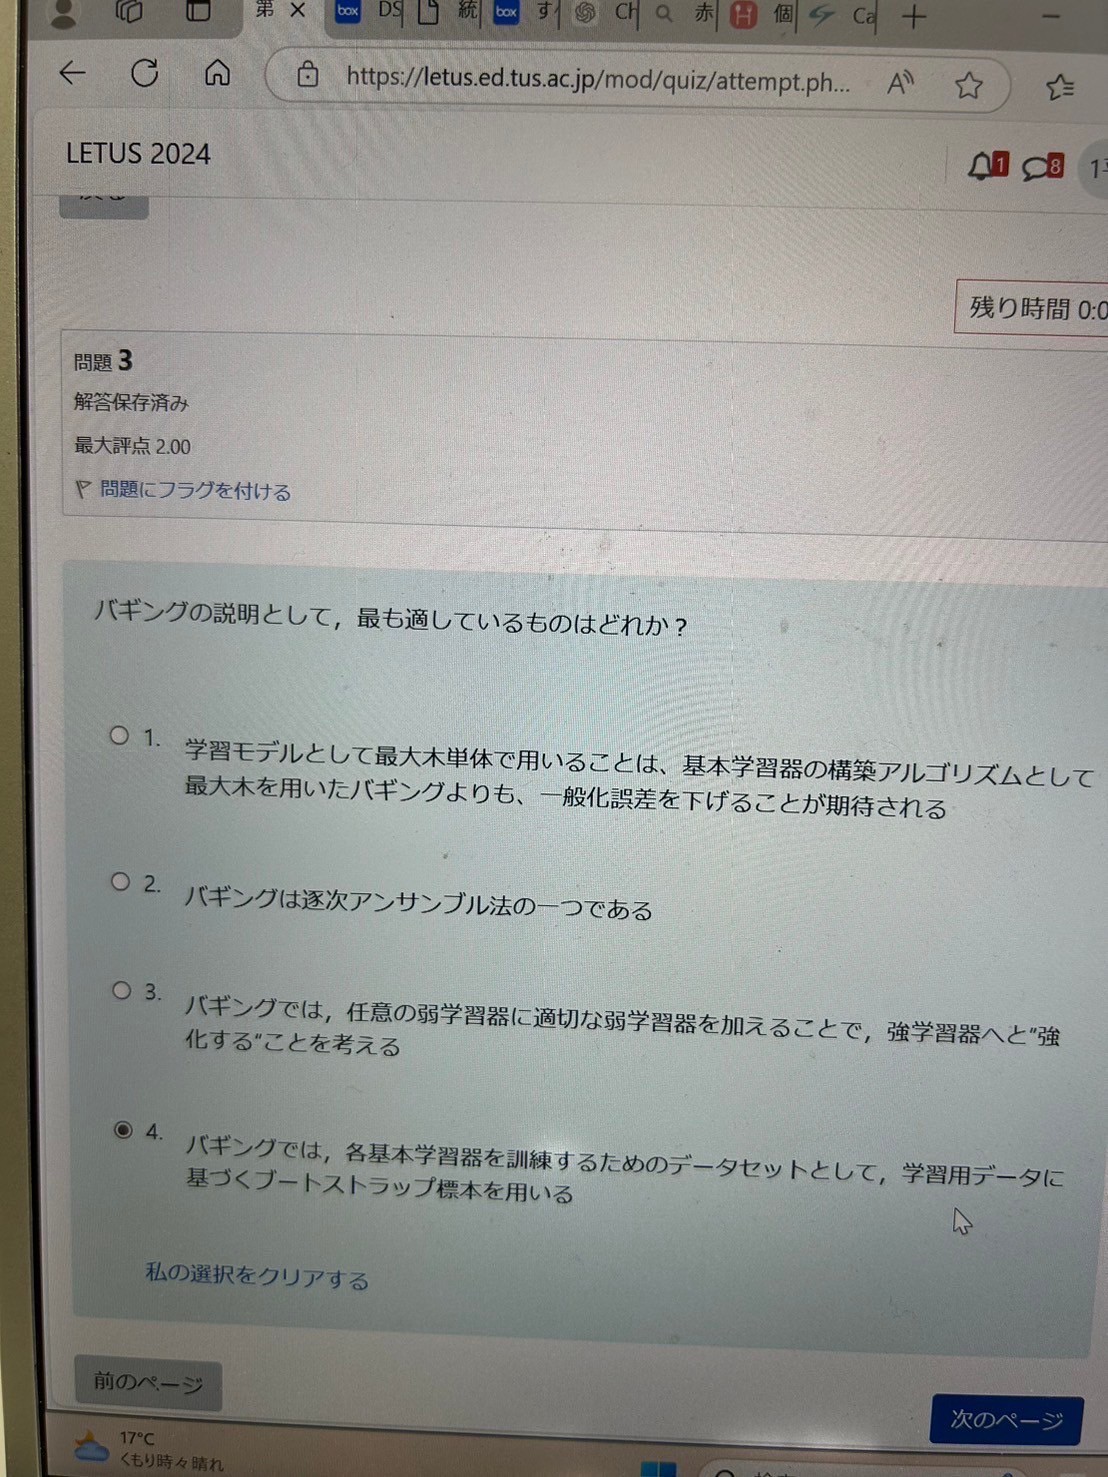 第
box
DS
統
box
す
Ch
赤
個
Ca
https://letus.ed.tus.ac.jp/mod/quiz/attempt.ph...
LETUS 2024
1
8
残り時間 0:0
問題 3
解答保存済み
最大評点 2.00
問題にフラグを付ける
バギングの説明として，最も適しているものはどれか？
1. 学習モデルとして最大木単体で用いることは、基本学習器の構築アルゴリズムとして
最大木を用いたバギングよりも、一般化誤差を下げることが期待される
2. バギングは逐次アンサンブル法の一つである
3. バギングでは，任意の弱学習器に適切な弱学習器を加えることで，強学習器へと"強
化する"ことを考える
4. バギングでは，各基本学習器を訓練するためのデータセットとして，学習用データに
基づくブートストラップ標本を用いる
私の選択をクリアする
前のページ
次のページ
17°C
くもり時々晴れ